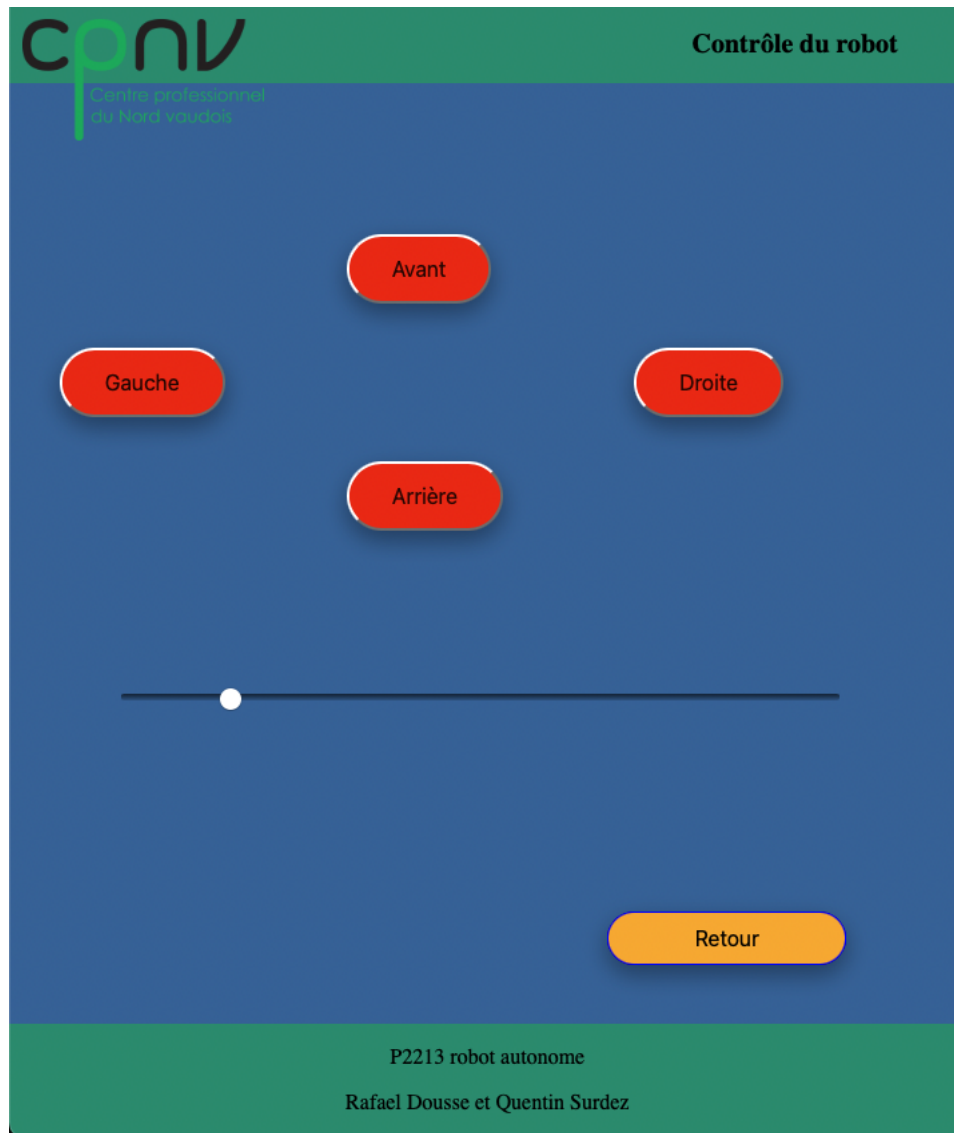 cpnv
Centre professionnel
du Nord vaudois
Contrôle du robot
Avant
Gauche
Droite
Arrière
Retour
P2213 robot autonome
Rafael Dousse et Quentin Surdez